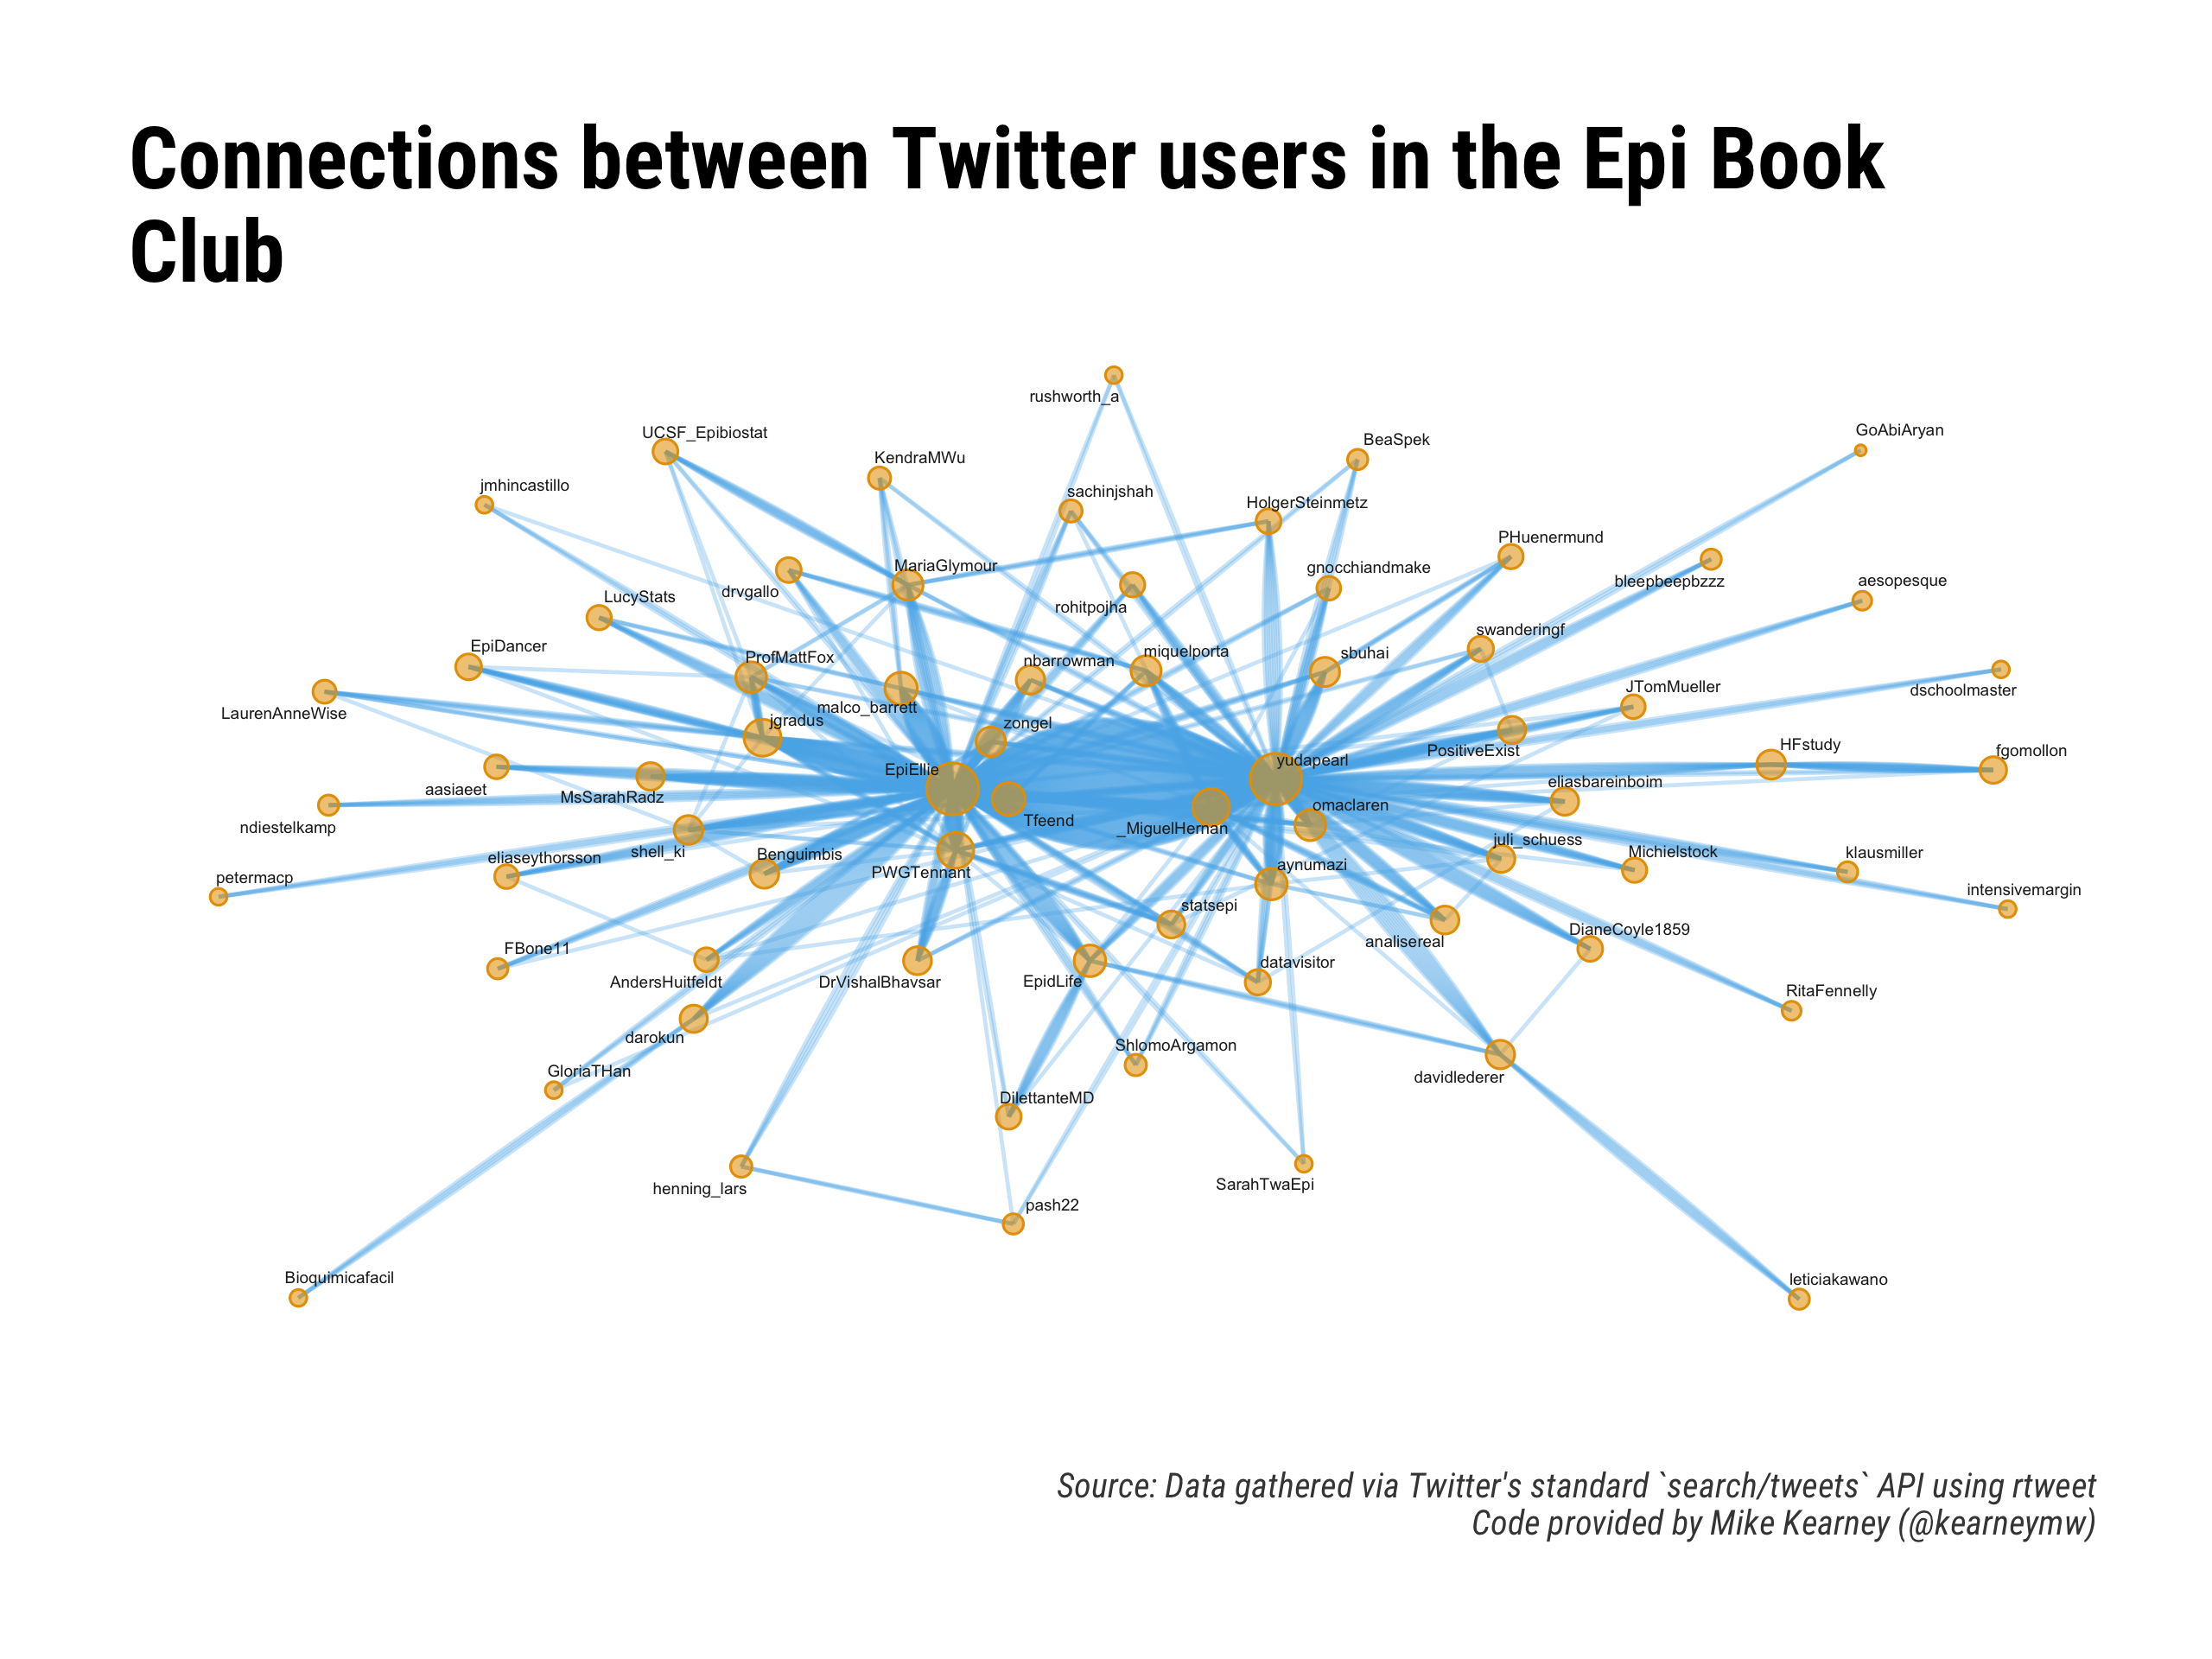 Connections between Twitter users in the Epi Book
Club
rushworth_a
GoAbiAryan
UCSF_Epibiostat
BeaSpek
KendraMWu
jmhincastillo
sachinjshah
HolgerSteinmetz
PHuenermund
MariaGlymour
gnocchiandmake
bleepbeepbzzz
aesopesque
drvgallo
LucyStats
rohitpojha
swanderingf
EpiDancer
ProfMattFox
nbarrowman
miquelporta
sbuhai
JTomMueller
dschoolmaster
LaurenAnneWise
malco_barrett
jgradus
zongel
PositiveExist
HFstudy
fgomollon
yudapearl
EpiEllie
eliasbareinboim
aasiaeet
MsSarahRadz
omaclaren
Tfeend
_MiguelHernan
ndiestelkamp
juli_schuess
shell_ki
Benguimbis
eliaseythorsson
Michielstock
klausmiller
aynumazi
PWGTennant
petermacp
intensivemargin
statsepi
DianeCoyle1859
analisereal
FBone11
datavisitor
AndersHuitfeldt
DrVishalBhavsar
EpidLife
RitaFennelly
darokun
ShlomoArgamon
GloriaTHan
davidlederer
DilettanteMD
SarahTwaEpi
henning_lars
pash22
Bioquimicafacil
leticiakawano
Source: Data gathered via Twitter's standard `search/tweets` API using rtweet
Code provided by Mike Kearney (@kearneymw)